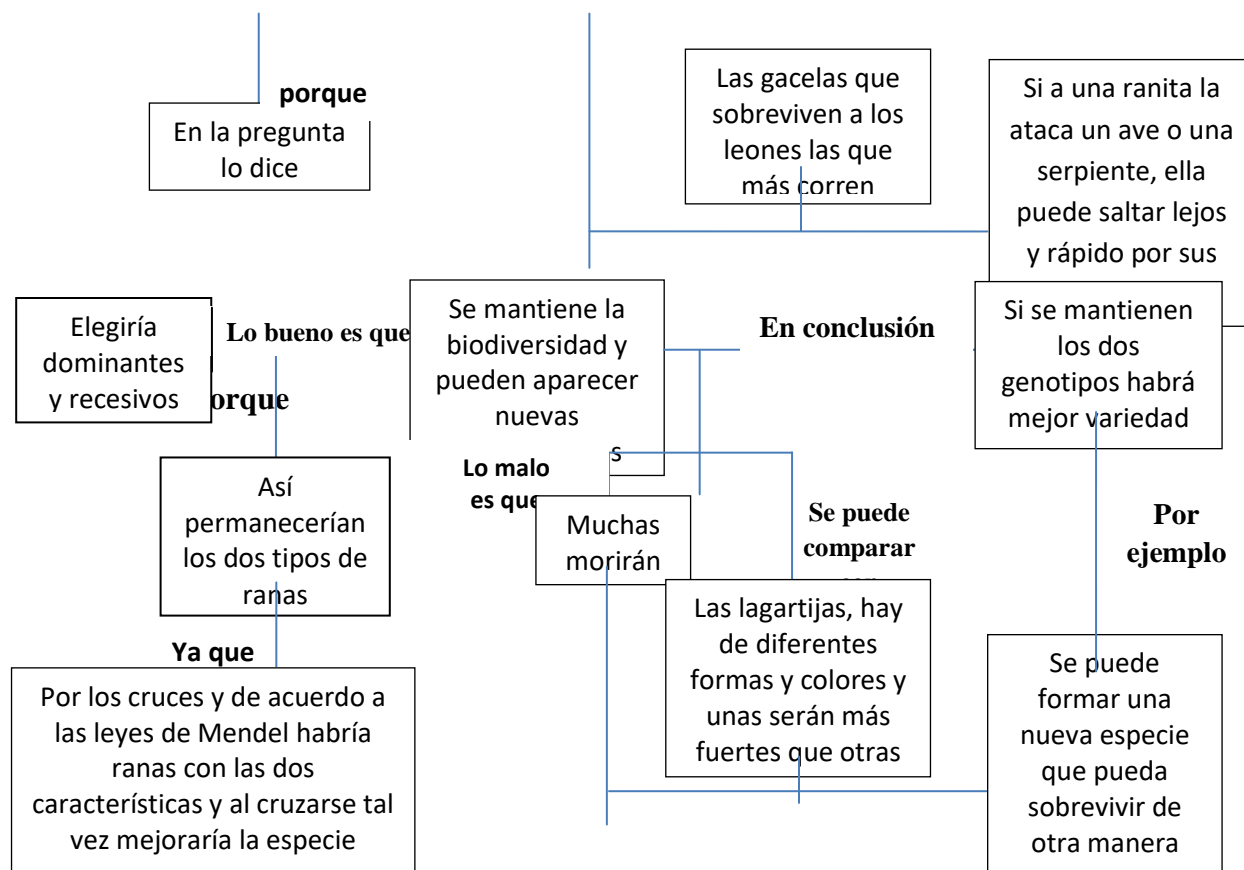 porque
En la pregunta
lo dice
Las gacelas que
sobreviven a los
leones las que
más corren
Si a una ranita la
ataca un ave o una
serpiente, ella
puede saltar lejos
y rápido por sus
Elegiría
dominantes
y recesivos
Lo bueno es que
orque
Se mantiene la
biodiversidad y
pueden aparecer
nuevas
s
En conclusión
Si se mantienen
los dos
genotipos habrá
mejor variedad
Lo malo
es que
Muchas
morirán
Así
permanecerían
los dos tipos de
ranas
Se puede
comparar
Por
ejemplo
Ya que
Por los cruces y de acuerdo a
las leyes de Mendel habría
ranas con las dos
características y al cruzarse tal
vez mejoraría la especie
Las lagartijas, hay
de diferentes
formas y colores y
unas serán más
fuertes que otras
Se puede
formar una
nueva especie
que pueda
sobrevivir de
otra manera